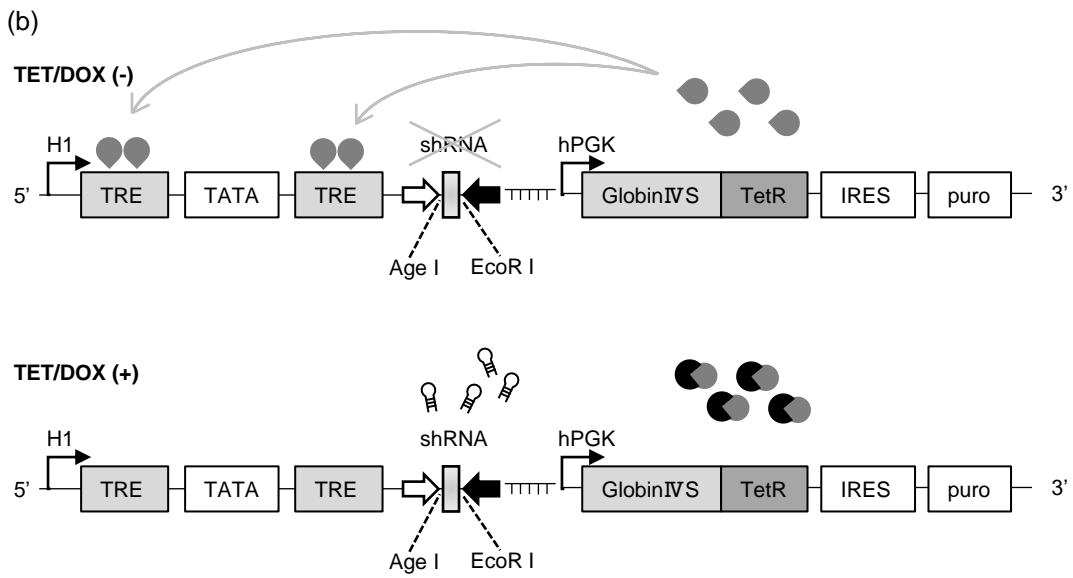 (b)
TET/DOX (-)
H1
shRNA
hPGK
5’ TRE TATA TRE GlobinⅣS TetR IRES puro 3’
Age I EcoR I
TET/DOX (+)
H1
shRNA
hPGK
5’ TRE TATA TRE GlobinⅣS TetR IRES puro 3’
Age I EcoR I